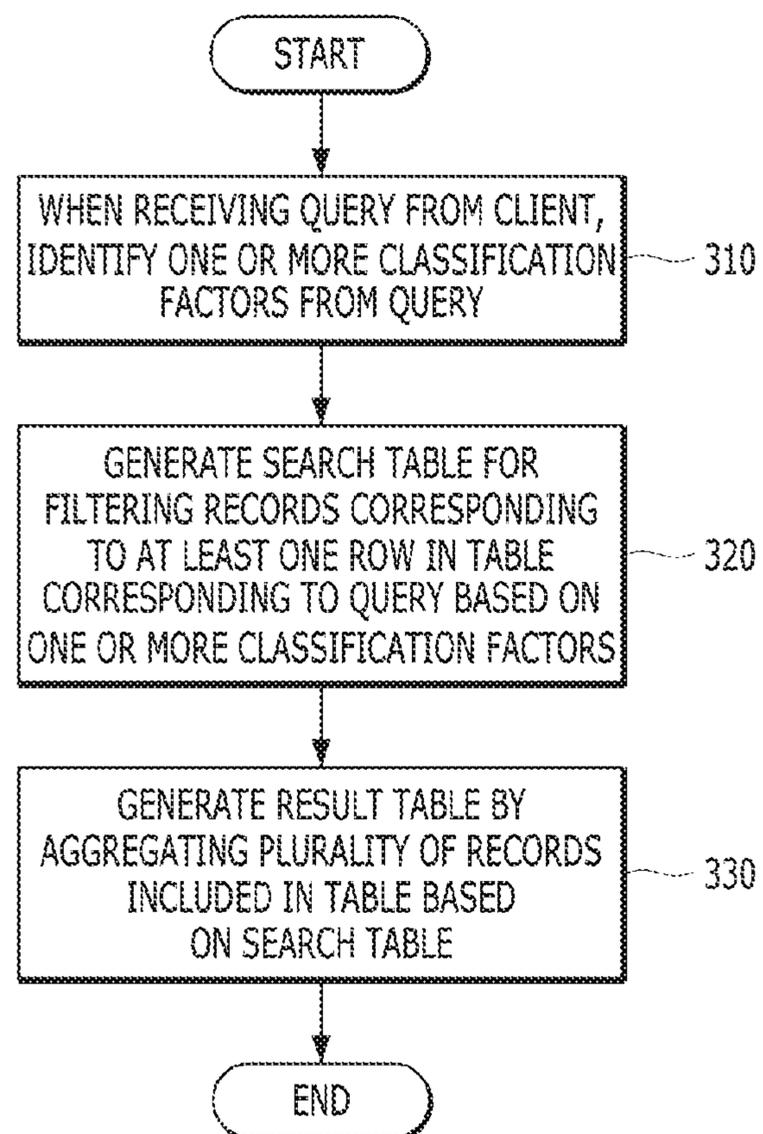 START
WHEN RECEIVING QUERY FROM CLIENT,
IDENTIFY ONE OR MORE CLASSIFICATION
FACTORS FROM QUERY
310
GENERATE SEARCH TABLE FOR
FILTERING RECORDS CORRESPONDING
TO AT LEAST ONE ROW IN TABLE
CORRESPONDING TO QUERY BASED ON
ONE OR MORE CLASSIFICATION FACTORS
320
GENERATE RESULT TABLE BY
AGGREGATING PLURALITY OF RECORDS
INCLUDED IN TABLE BASED
ON SEARCH TABLE
330
END